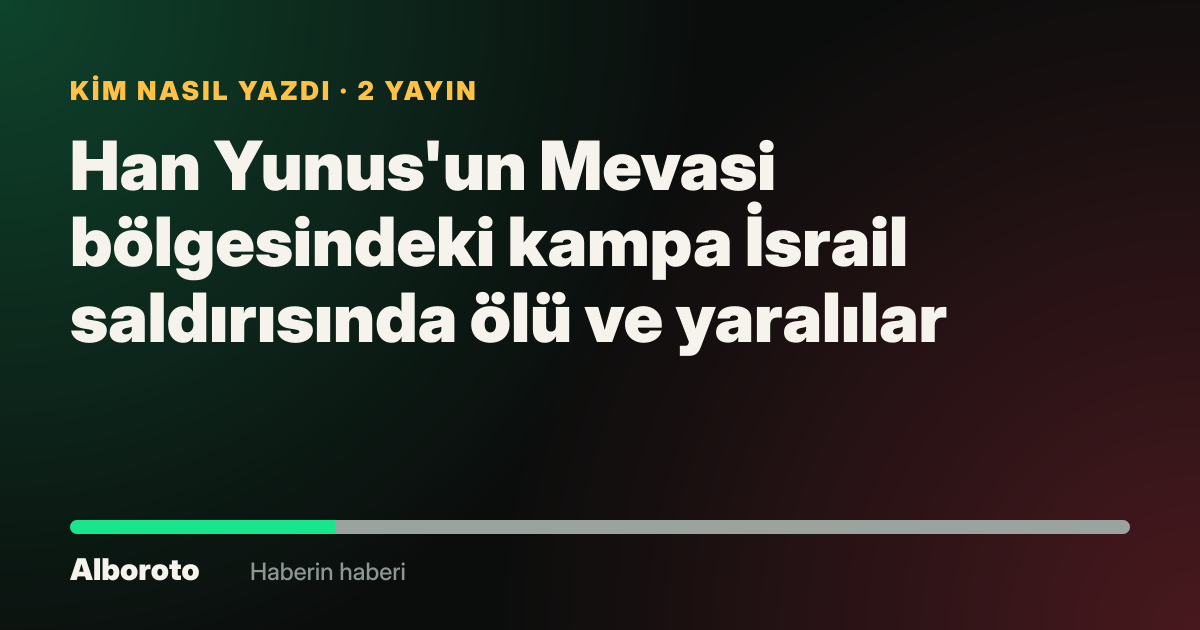 KİM NASIL YAZDI · 2 YAYIN
Han Yunus'un Mevasi
bölgesindeki kampa İsrail
saldırısında ölü ve yaralılar
Alboroto
Haberin haberi